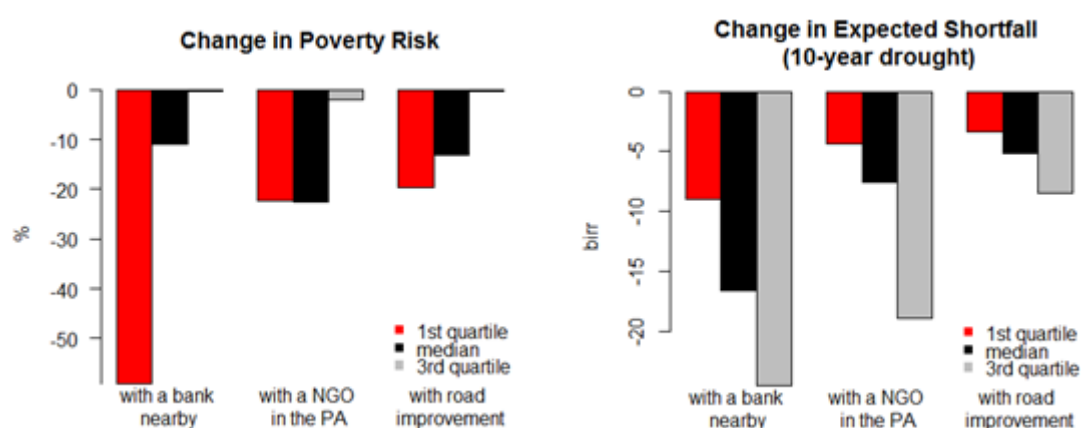 Change in Poverty Risk
%
0
-10
-20
-30
-40
-50
1st quartile
median
3rd quartile
with a bank
nearby
with a NGO
in the PA
with road
improvement
Change in Expected Shortfall
(10-year drought)
birr
0
-5
-10
-15
-20
1st quartile
median
3rd quartile
with a bank
nearby
with a NGO
in the PA
with road
improvement